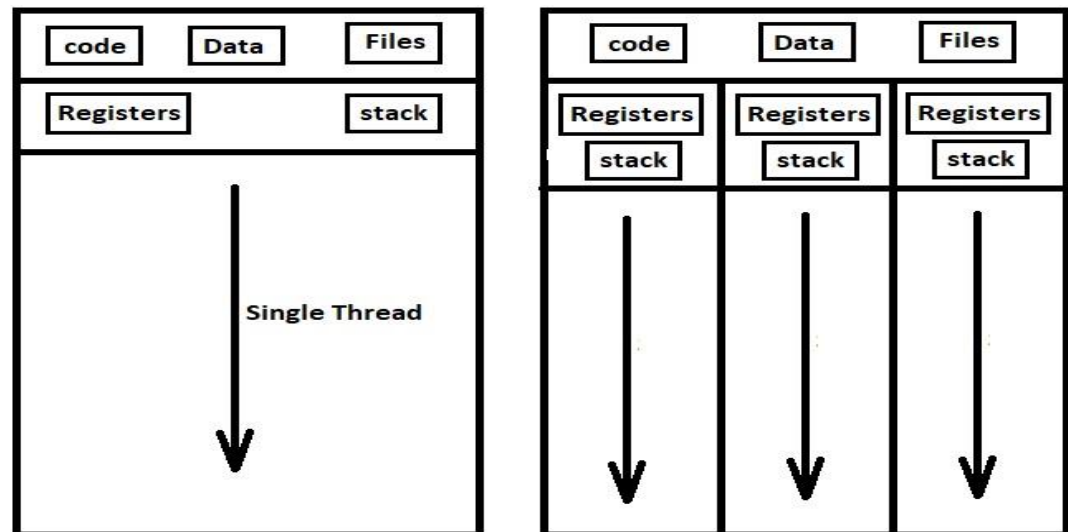 code Data Files
Registers stack
Single Thread
code Data Files
Registers Registers Registers
stack stack stack